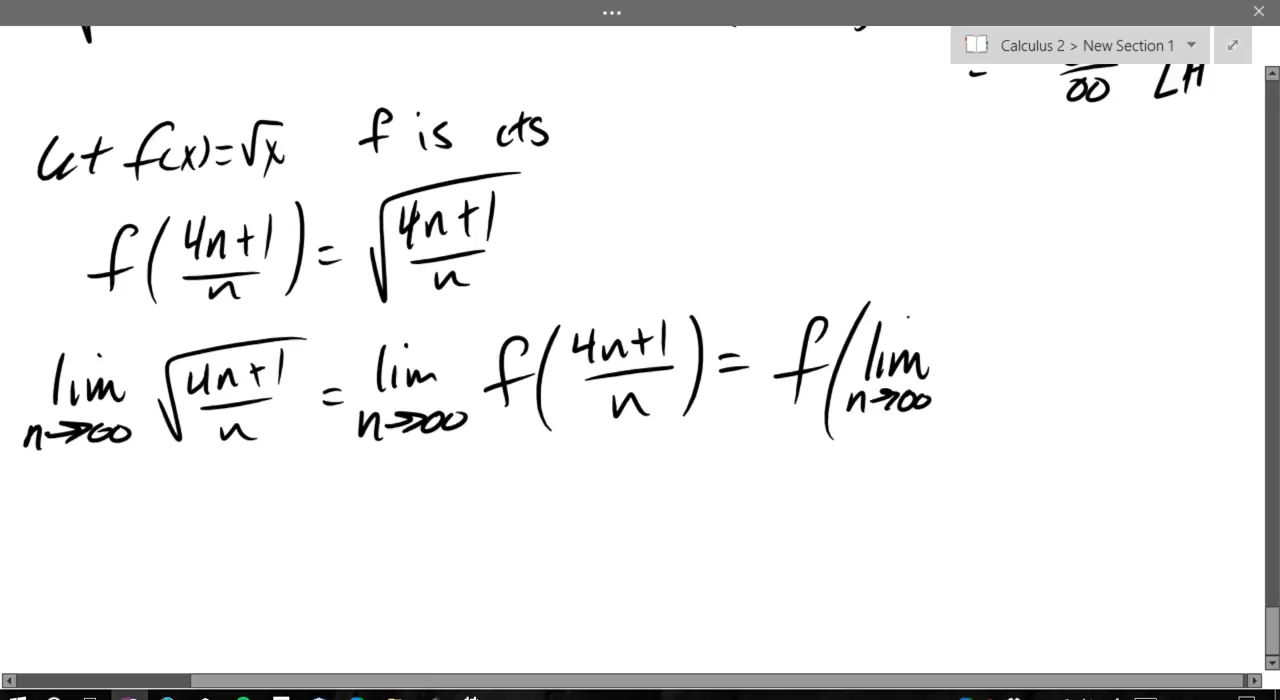 Calculus 2 > New Section 1
∞ LH
let f(x)=√x f is cts
f((4n+1)/n) = √((4n+1)/n)
lim n→∞ √((4n+1)/n) = lim n→∞ f((4n+1)/n) = f(lim n→∞